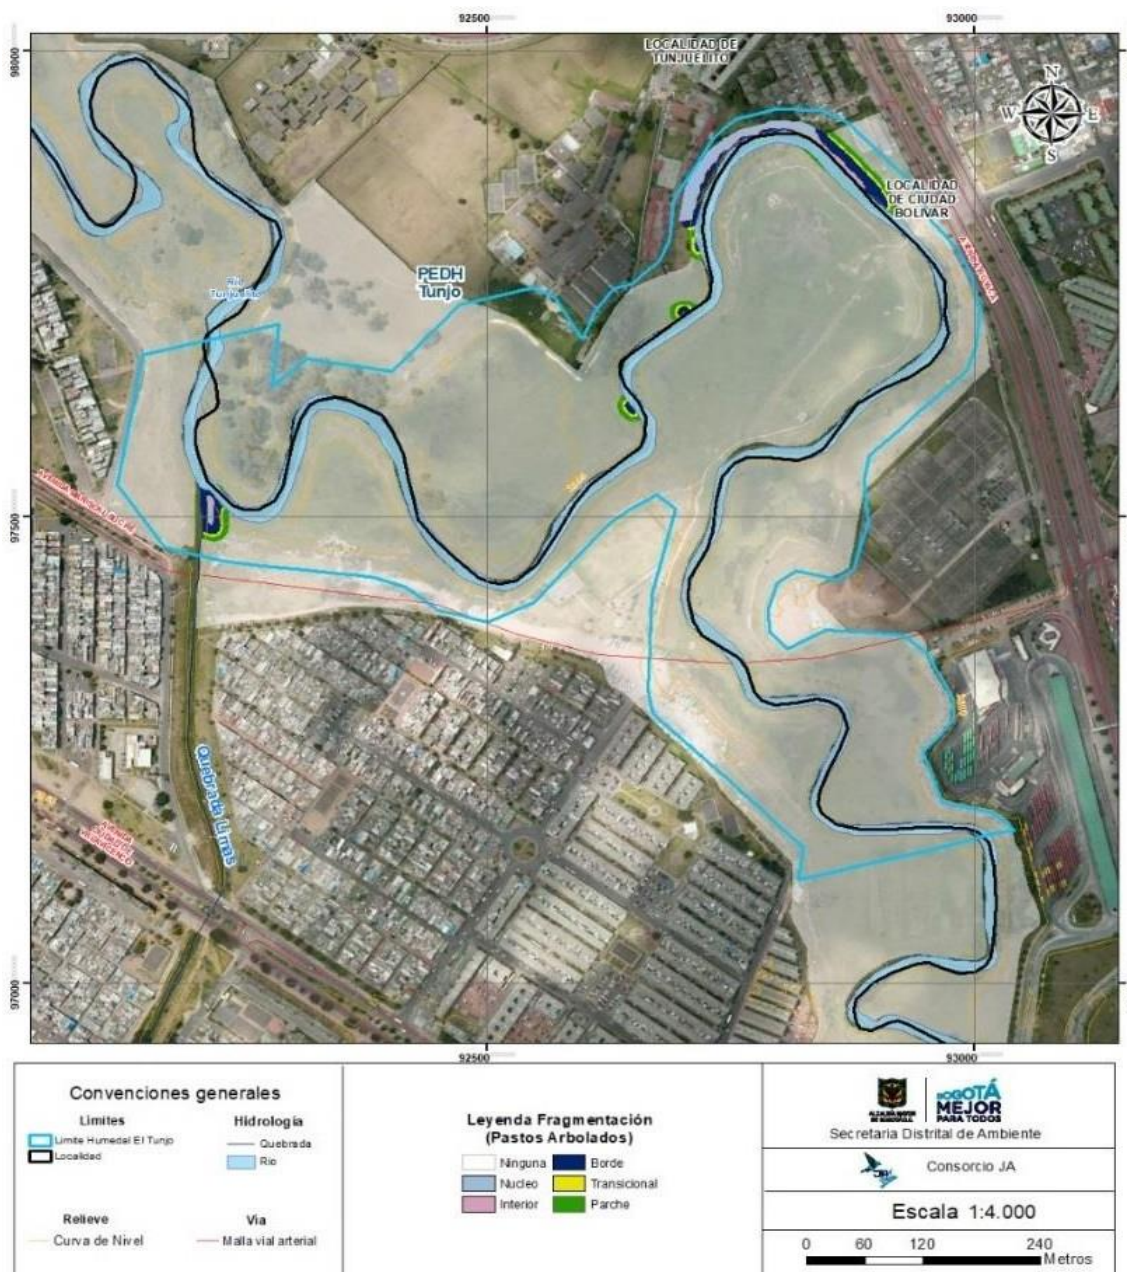 92500
93000
98000
LOCALIDAD DE
TUNJUELITO
N
W E
S
LOCALIDAD
DE CIUDAD
BOLIVAR
PEDH
Tunjo
Río
Tunjuelito
97500
Quebrada Limas
97000
92500
93000
Convenciones generales
Limites
Limite Humedal El Tunjo
Localidad
Hidrología
Quebrada
Rio
Relieve
Curva de Nivel
Via
Malla vial arterial
Leyenda Fragmentación
(Pastos Arbolados)
Ninguna
Nucleo
Interior
Borde
Transicional
Parche
BOGOTÁ
MEJOR
PARA TODOS
Secretaria Distrital de Ambiente
Consorcio JA
Escala 1:4.000
0 60 120 240
Metros